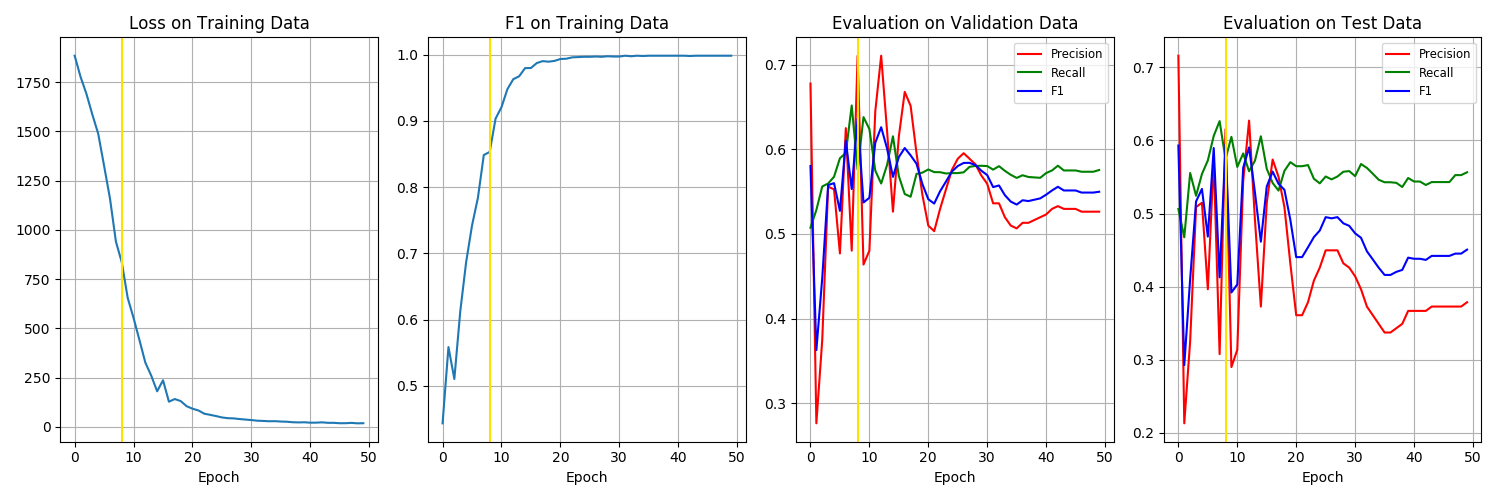 Loss on Training Data
1750
1500
1250
1000
750
500
250
0
0 10 20 30 40 50
Epoch
F1 on Training Data
1.0
0.9
0.8
0.7
0.6
0.5
0 10 20 30 40 50
Epoch
Evaluation on Validation Data
Precision
Recall
F1
0.7
0.6
0.5
0.4
0.3
0 10 20 30 40 50
Epoch
Evaluation on Test Data
Precision
Recall
F1
0.7
0.6
0.5
0.4
0.3
0.2
0 10 20 30 40 50
Epoch